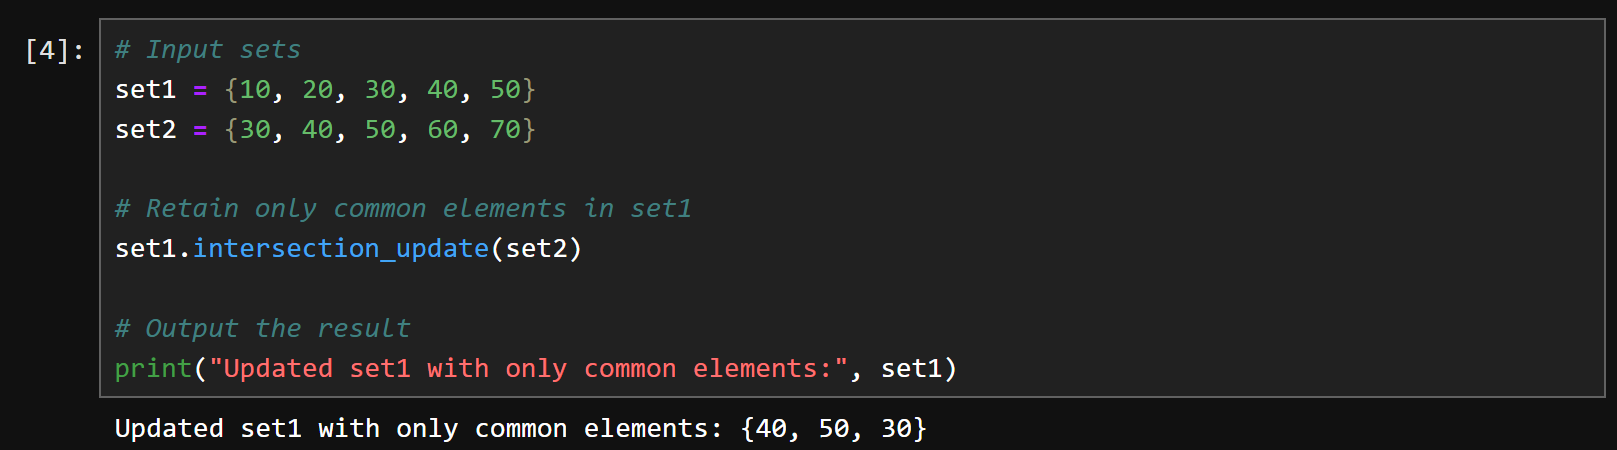 [4]:
# Input sets
set1 = {10, 20, 30, 40, 50}
set2 = {30, 40, 50, 60, 70}
# Retain only common elements in set1
set1.intersection_update(set2)
# Output the result
print("Updated set1 with only common elements:", set1)
Updated set1 with only common elements: {40, 50, 30}